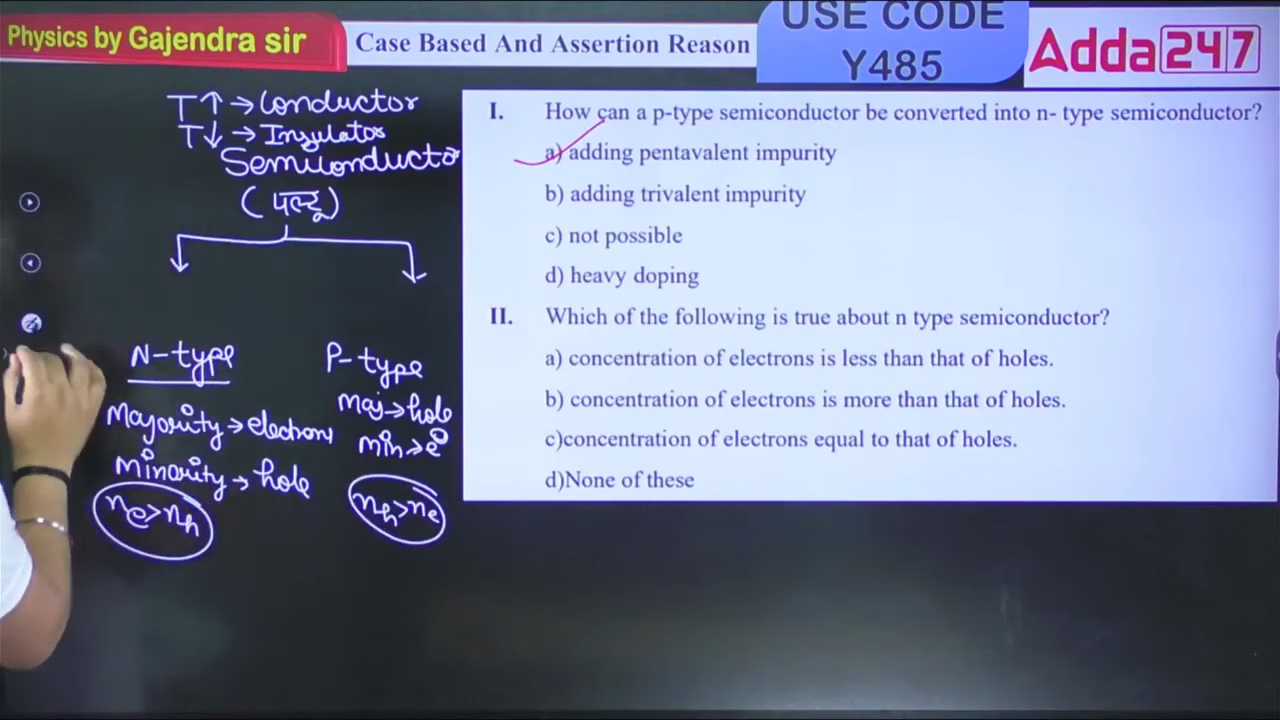 Physics by Gajendra sir
Case Based And Assertion Reason
USE CODE
Y485
Adda247
T↑ → Conductor
T↓ → Insulator
Semiconductor
(पल्टू)
N-type
Majority → electrons
Minority → hole
ne > nh
P-type
Maj → hole
min → e⊖
nh > ne
I. How can a p-type semiconductor be converted into n- type semiconductor?
a) adding pentavalent impurity
b) adding trivalent impurity
c) not possible
d) heavy doping
II. Which of the following is true about n type semiconductor?
a) concentration of electrons is less than that of holes.
b) concentration of electrons is more than that of holes.
c)concentration of electrons equal to that of holes.
d)None of these